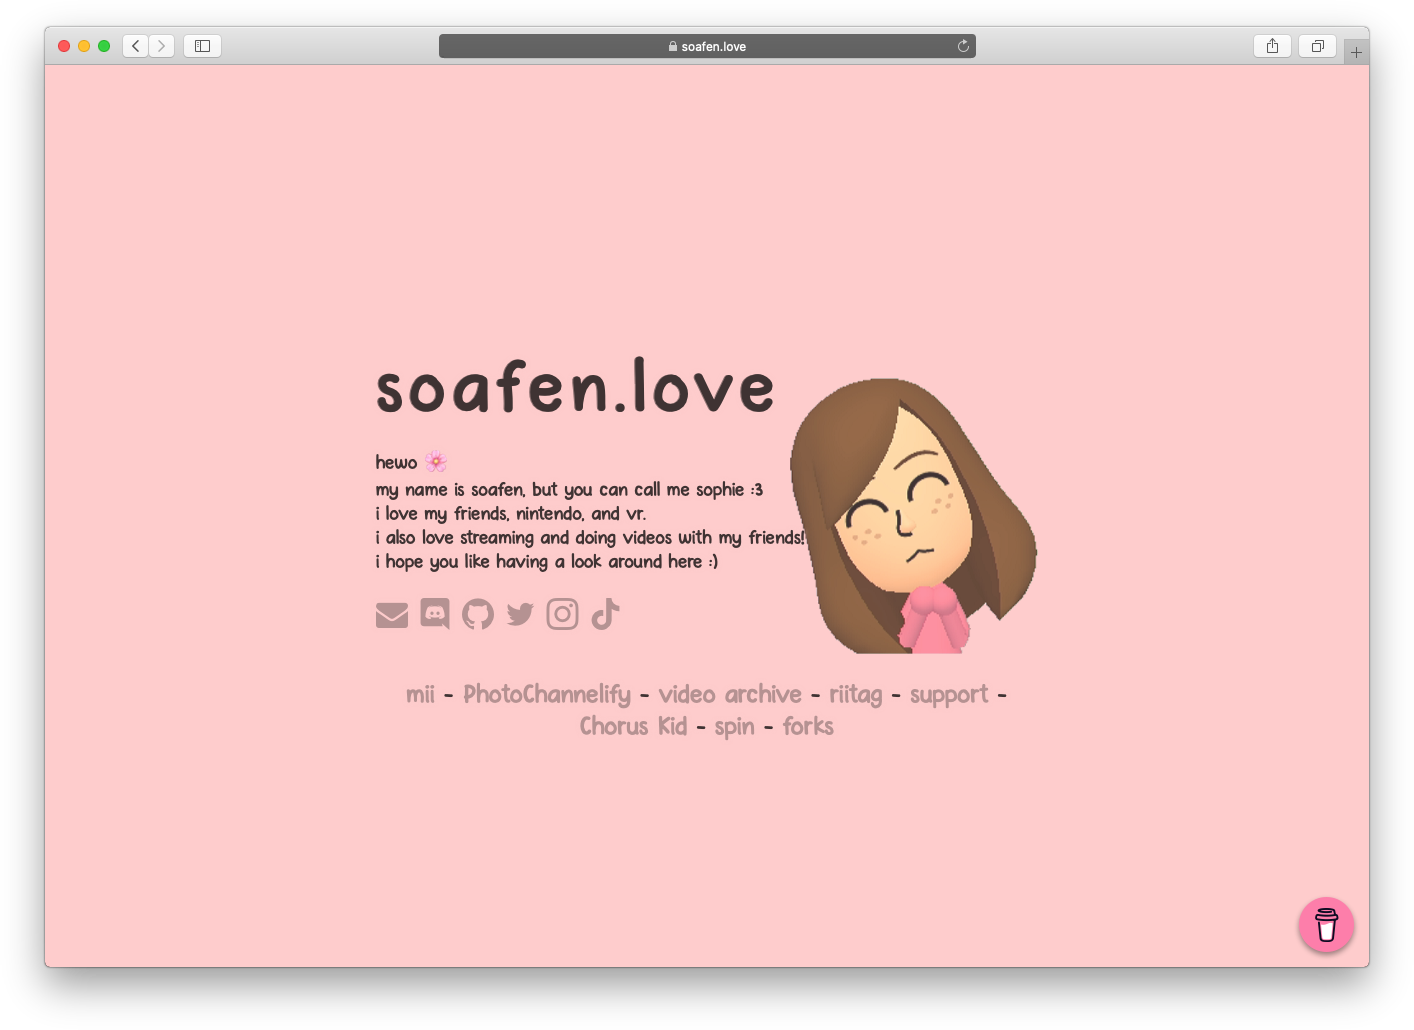 soafen.love
soafen.love
hewo 🌸
my name is soafen, but you can call me sophie :3
i love my friends, nintendo, and vr.
i also love streaming and doing videos with my friends!
i hope you like having a look around here :)
mii - PhotoChannelify - video archive - riitag - support -
Chorus Kid - spin - forks